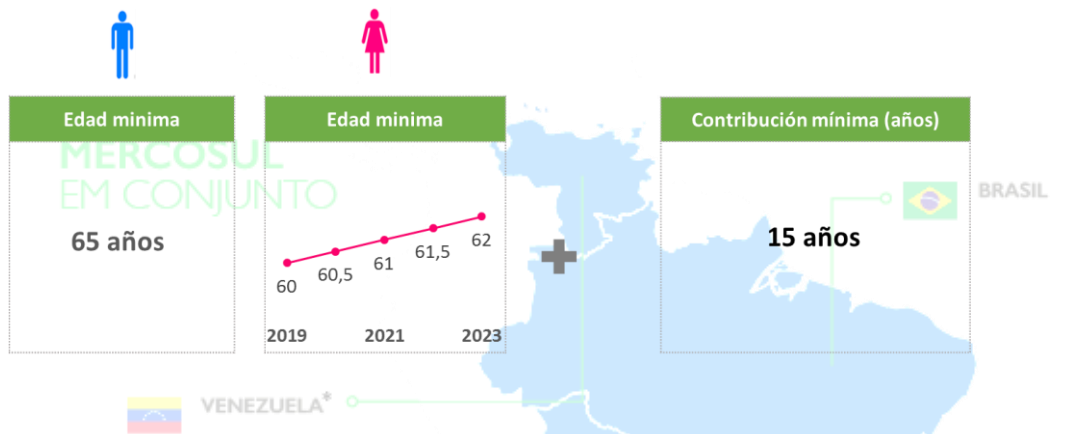 Edad minima
Edad minima
Contribución mínima (años)
MERCOSUL
EM CONJUNTO
BRASIL
65 años
60
60,5
61
61,5
62
15 años
2019
2021
2023
VENEZUELA*